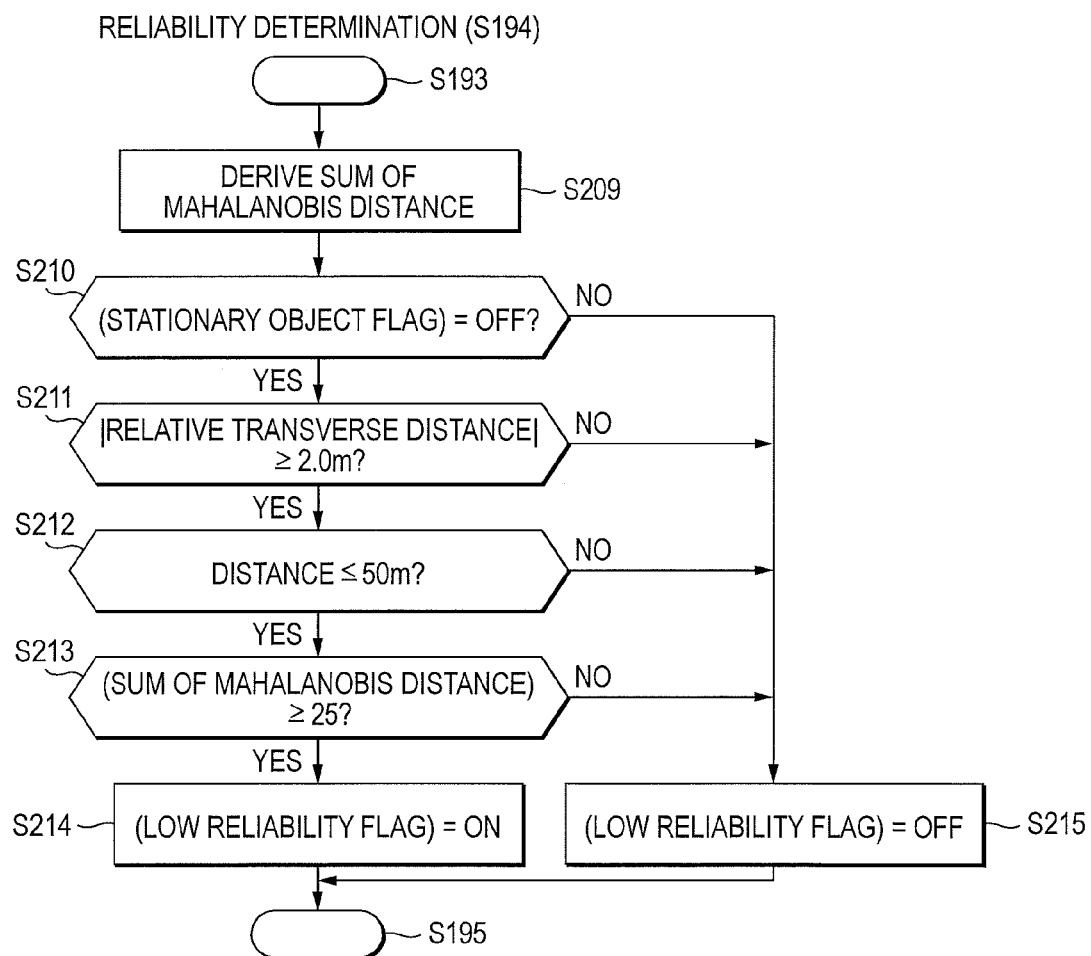 RELIABILITY DETERMINATION (S194)
S193
DERIVE SUM OF
MAHALANOBIS DISTANCE
S209
S210
(STATIONARY OBJECT FLAG) = OFF?
NO
YES
S211
|RELATIVE TRANSVERSE DISTANCE|
≧ 2.0m?
NO
YES
S212
DISTANCE ≦ 50m?
NO
YES
S213
(SUM OF MAHALANOBIS DISTANCE)
≧ 25?
NO
YES
S214
(LOW RELIABILITY FLAG) = ON
(LOW RELIABILITY FLAG) = OFF
S215
S195